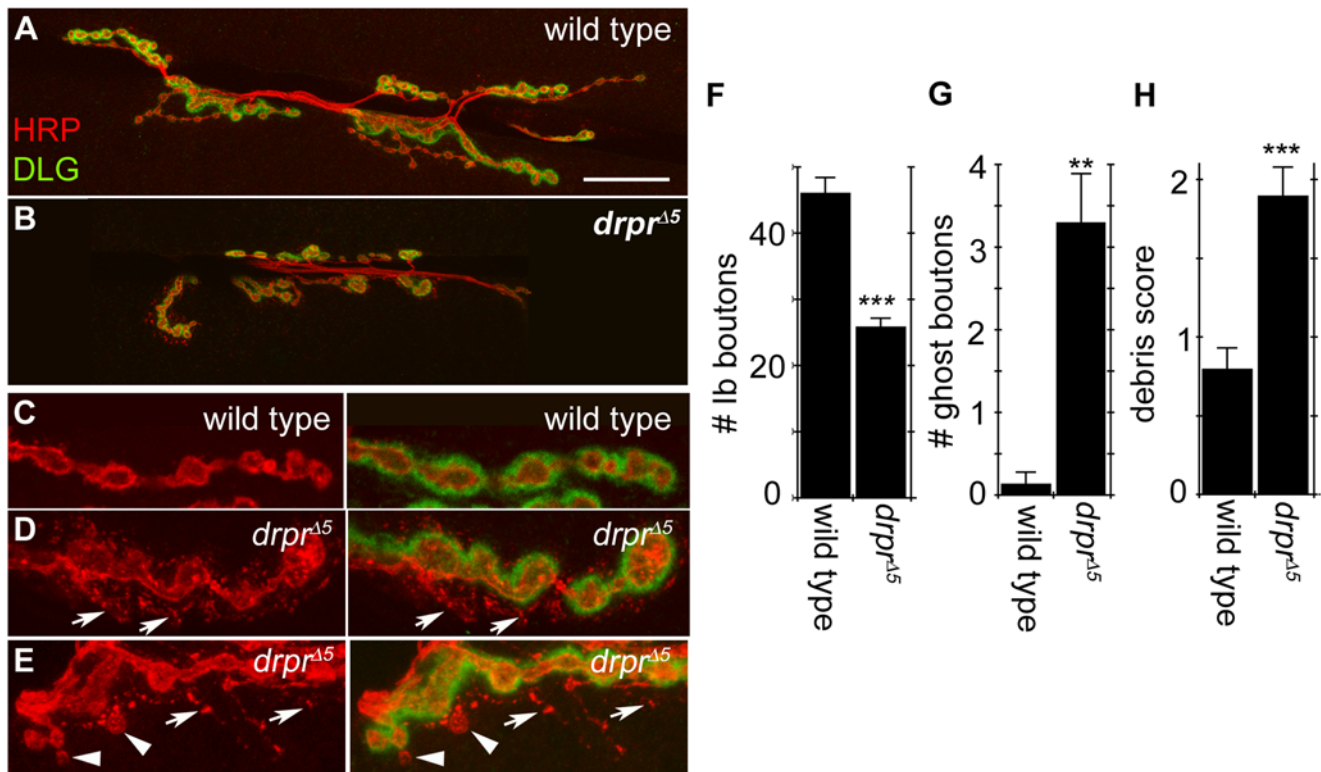 A
wild type
HRP
DLG
B
drprΔ5
C
wild type
wild type
D
drprΔ5
drprΔ5
E
drprΔ5
drprΔ5
F
# Ib boutons
40
20
0
wild type
drprΔ5
***
G
# ghost boutons
4
3
2
1
0
wild type
drprΔ5
**
H
debris score
2
1
0
wild type
drprΔ5
***